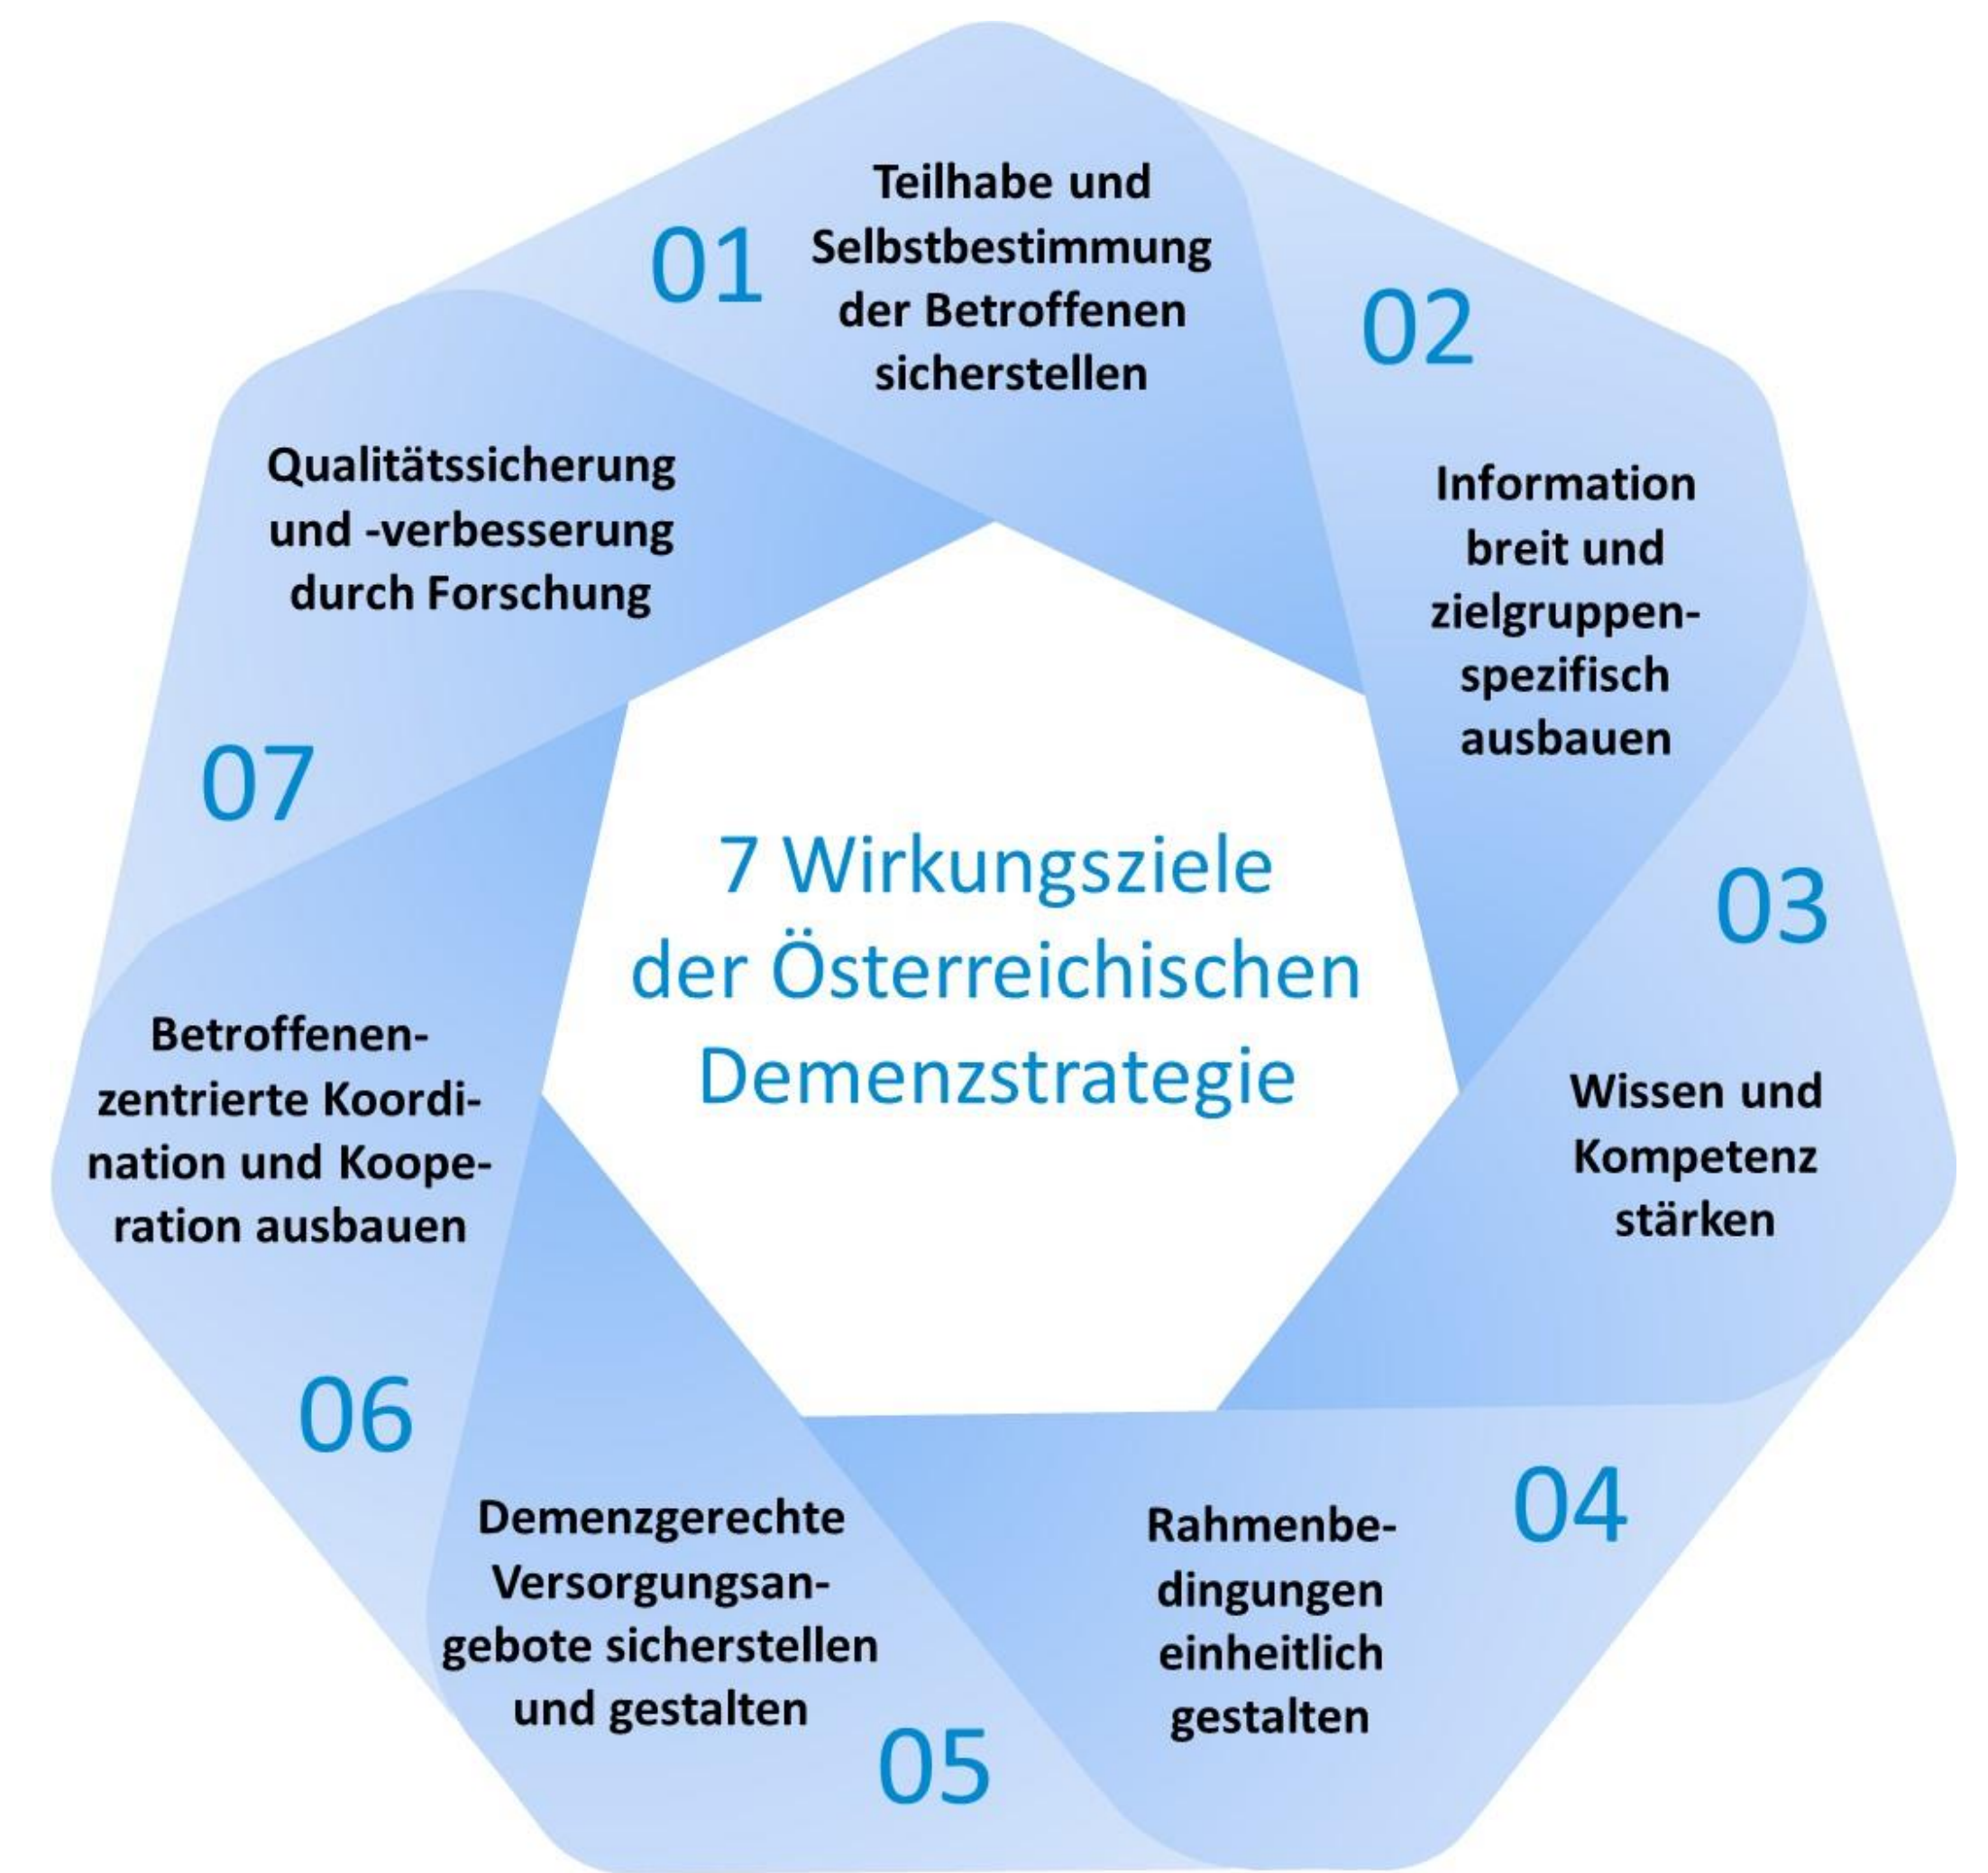 7 Wirkungsziele
der Österreichischen
Demenzstrategie
01
Teilhabe und
Selbstbestimmung
der Betroffenen
sicherstellen
02
Information
breit und
zielgruppen-
spezifisch
ausbauen
03
Wissen und
Kompetenz
stärken
04
Rahmenbe-
dingungen
einheitlich
gestalten
05
Demenzgerechte
Versorgungsan-
gebote sicherstellen
und gestalten
06
Betroffenen-
zentrierte Koordi-
nation und Koope-
ration ausbauen
07
Qualitätssicherung
und -verbesserung
durch Forschung